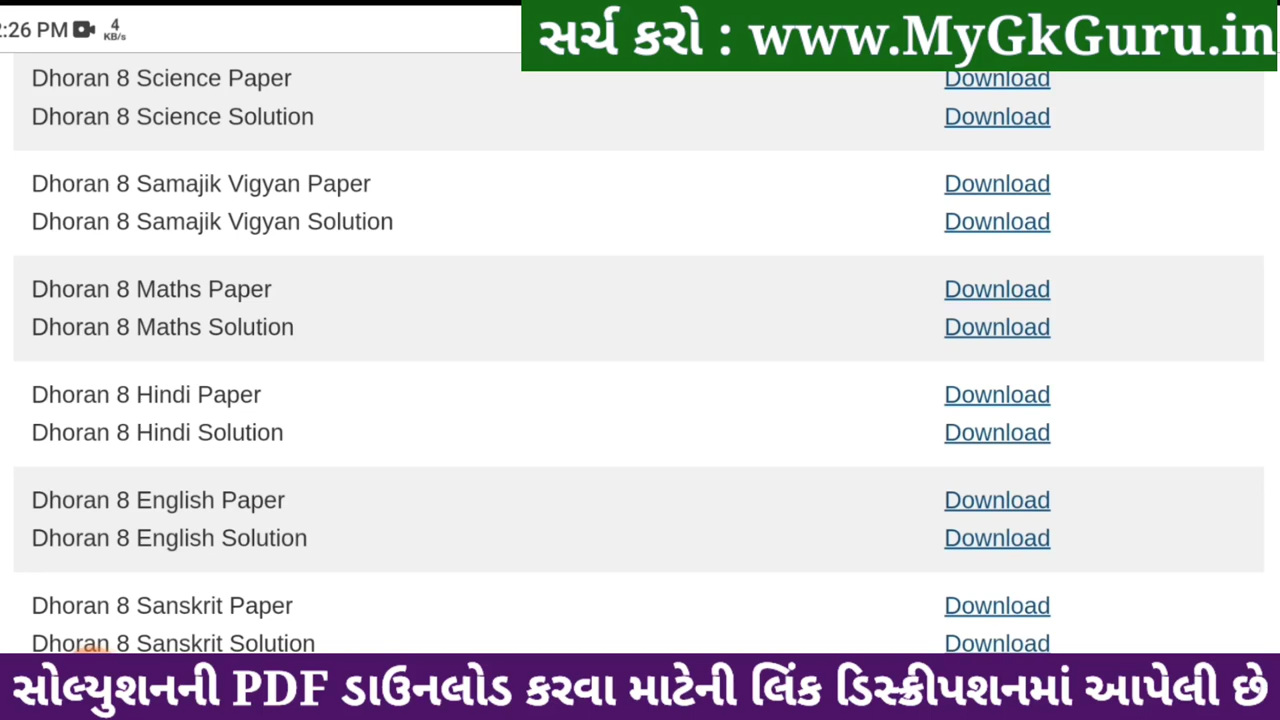 :26 PM 4 KB/s
સર્ચ કરો : www.MyGkGuru.in
Dhoran 8 Science Paper Download
Dhoran 8 Science Solution Download
Dhoran 8 Samajik Vigyan Paper Download
Dhoran 8 Samajik Vigyan Solution Download
Dhoran 8 Maths Paper Download
Dhoran 8 Maths Solution Download
Dhoran 8 Hindi Paper Download
Dhoran 8 Hindi Solution Download
Dhoran 8 English Paper Download
Dhoran 8 English Solution Download
Dhoran 8 Sanskrit Paper Download
Dhoran 8 Sanskrit Solution Download
સોલ્યુશનની PDF ડાઉનલોડ કરવા માટેની લિંક ડિસ્ક્રીપશનમાં આપેલી છે